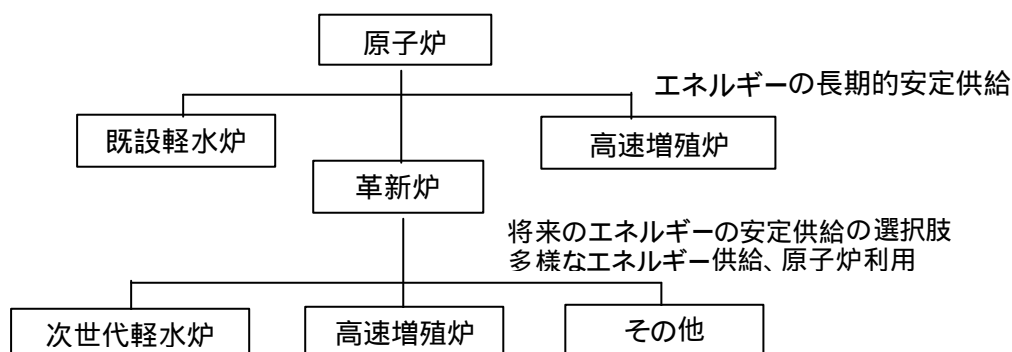 原子炉
エネルギーの長期的安定供給
既設軽水炉
高速増殖炉
革新炉
将来のエネルギーの安定供給の選択肢
多様なエネルギー供給、原子炉利用
次世代軽水炉
高速増殖炉
その他